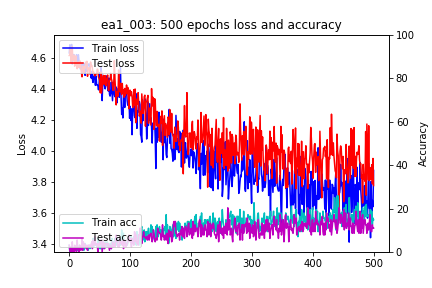 ea1_003: 500 epochs loss and accuracy
Train loss
Test loss
Train acc
Test acc
Loss
Accuracy
4.6
4.4
4.2
4.0
3.8
3.6
3.4
100
80
60
40
20
0
0 100 200 300 400 500